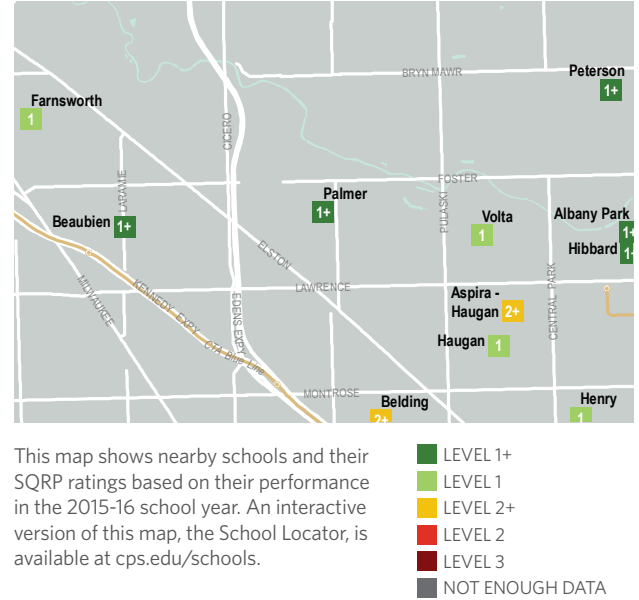 BRYN MAWR
Peterson
1+
Farnsworth
1
CICERO
LARAMIE
FOSTER
Palmer
1+
PULASKI
Volta
1
Albany Park
1+
Hibbard
1+
Beaubien
1+
ELSTON
MILWAUKEE
KENNEDY EXPY
CTA Blue Line
EDENS EXPY
LAWRENCE
CENTRAL PARK
Aspira -
Haugan
2+
Haugan
1
MONTROSE
Belding
2+
Henry
1
This map shows nearby schools and their
SQRP ratings based on their performance
in the 2015-16 school year. An interactive
version of this map, the School Locator, is
available at cps.edu/schools.
LEVEL 1+
LEVEL 1
LEVEL 2+
LEVEL 2
LEVEL 3
NOT ENOUGH DATA